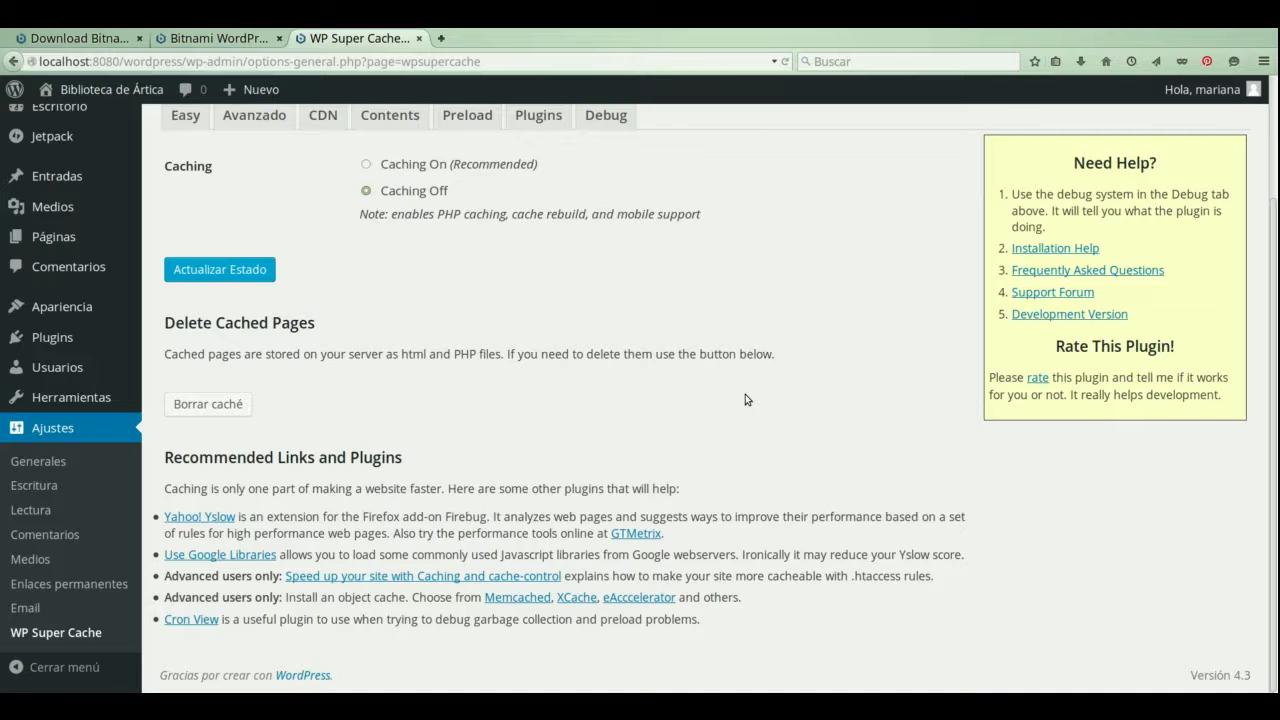 Download Bitna... × Bitnami WordPr... × WP Super Cache... × +
localhost:8080/wordpress/wp-admin/options-general.php?page=wpsupercache
Buscar
Biblioteca de Ártica 0 + Nuevo Hola, mariana
Escritorio
Jetpack
Entradas
Medios
Páginas
Comentarios
Apariencia
Plugins
Usuarios
Herramientas
Ajustes
Generales
Escritura
Lectura
Comentarios
Medios
Enlaces permanentes
Email
WP Super Cache
Cerrar menú
Easy Avanzado CDN Contents Preload Plugins Debug
Caching
Caching On (Recommended)
Caching Off
Note: enables PHP caching, cache rebuild, and mobile support
Actualizar Estado
Delete Cached Pages
Cached pages are stored on your server as html and PHP files. If you need to delete them use the button below.
Borrar caché
Recommended Links and Plugins
Caching is only one part of making a website faster. Here are some other plugins that will help:
• Yahoo! Yslow is an extension for the Firefox add-on Firebug. It analyzes web pages and suggests ways to improve their performance based on a set
of rules for high performance web pages. Also try the performance tools online at GTMetrix.
• Use Google Libraries allows you to load some commonly used Javascript libraries from Google webservers. Ironically it may reduce your Yslow score.
• Advanced users only: Speed up your site with Caching and cache-control explains how to make your site more cacheable with .htaccess rules.
• Advanced users only: Install an object cache. Choose from Memcached, XCache, eAcccelerator and others.
• Cron View is a useful plugin to use when trying to debug garbage collection and preload problems.
Need Help?
1. Use the debug system in the Debug tab
above. It will tell you what the plugin is
doing.
2. Installation Help
3. Frequently Asked Questions
4. Support Forum
5. Development Version
Rate This Plugin!
Please rate this plugin and tell me if it works
for you or not. It really helps development.
Gracias por crear con WordPress. Versión 4.3